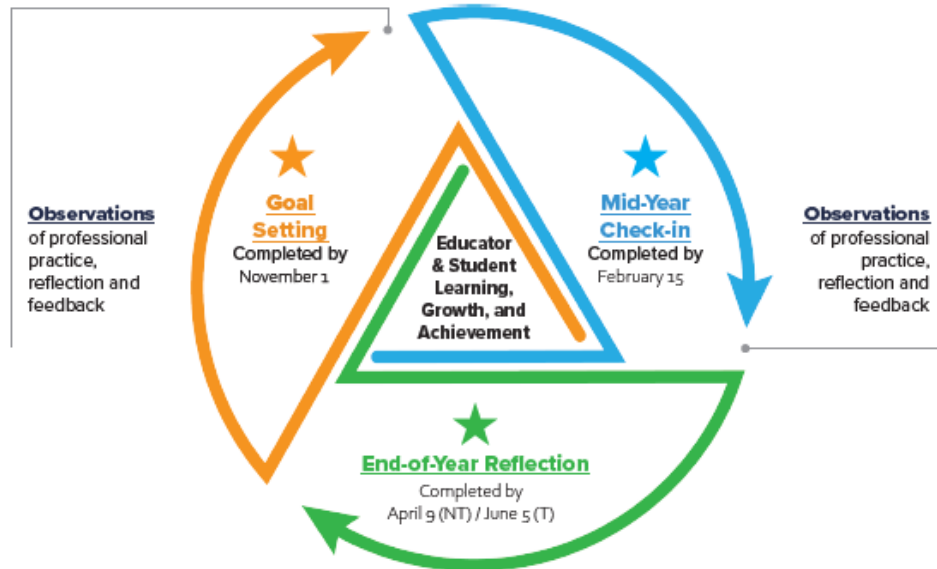 Observations
of professional
practice,
reflection and
feedback
Goal
Setting
Completed by
November 1
Educator
& Student
Learning,
Growth, and
Achievement
Mid-Year
Check-in
Completed by
February 15
Observations
of professional
practice,
reflection and
feedback
End-of-Year Reflection
Completed by
April 9 (NT) / June 5 (T)